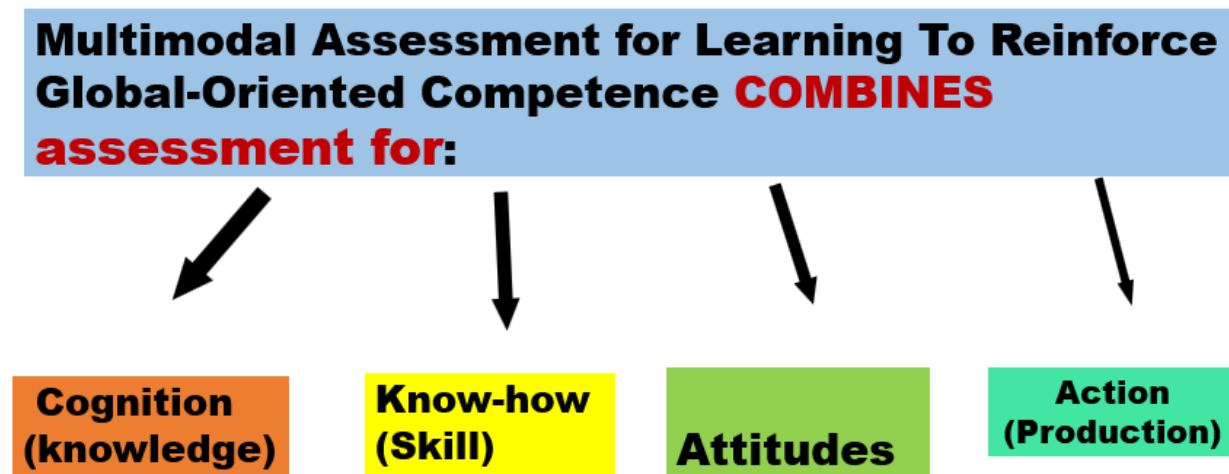 Multimodal Assessment for Learning To Reinforce
Global-Oriented Competence COMBINES
assessment for:
Cognition
(knowledge)
Know-how
(Skill)
Attitudes
Action
(Production)